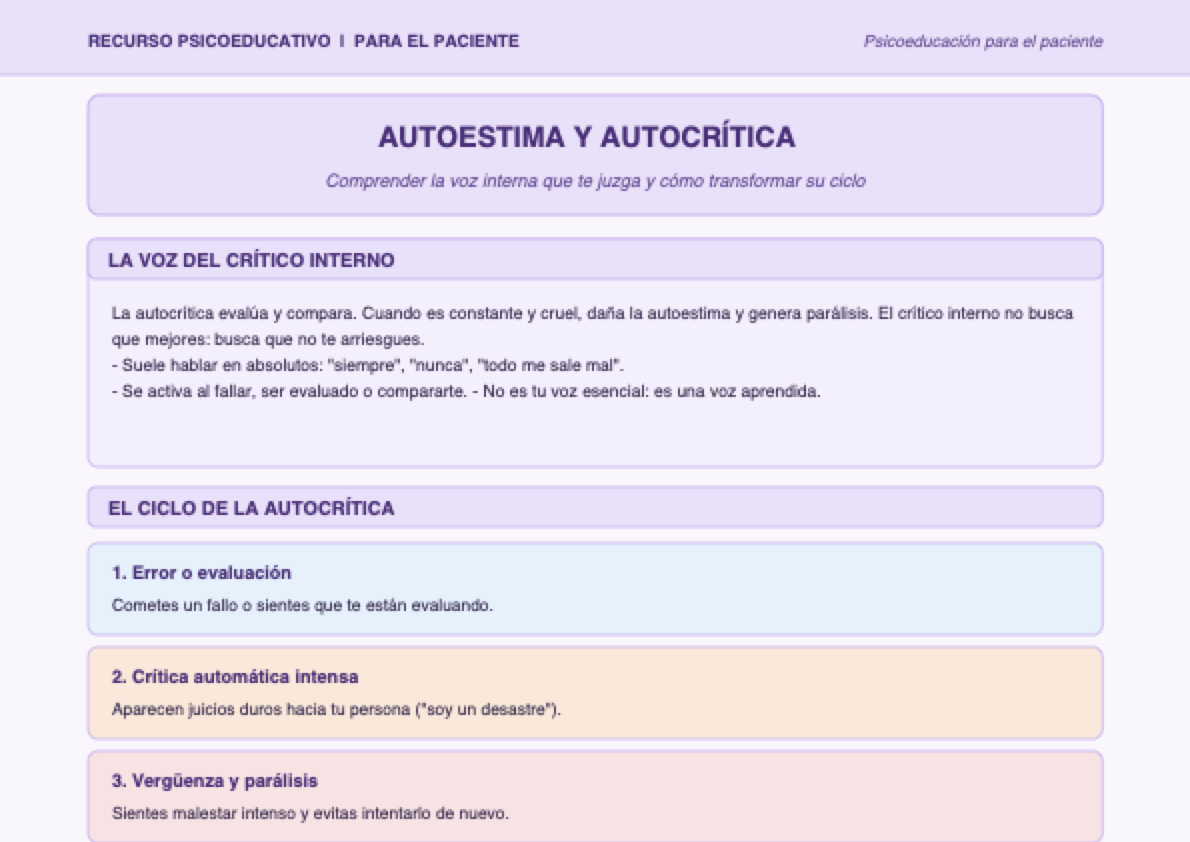 RECURSO PSICOEDUCATIVO | PARA EL PACIENTE
Psicoeducación para el paciente
AUTOESTIMA Y AUTOCRÍTICA
Comprender la voz interna que te juzga y cómo transformar su ciclo
LA VOZ DEL CRÍTICO INTERNO
La autocrítica evalúa y compara. Cuando es constante y cruel, daña la autoestima y genera parálisis. El crítico interno no busca
que mejores: busca que no te arriesgues.
- Suele hablar en absolutos: "siempre", "nunca", "todo me sale mal".
- Se activa al fallar, ser evaluado o compararte. - No es tu voz esencial: es una voz aprendida.
EL CICLO DE LA AUTOCRÍTICA
1. Error o evaluación
Cometes un fallo o sientes que te están evaluando.
2. Crítica automática intensa
Aparecen juicios duros hacia tu persona ("soy un desastre").
3. Vergüenza y parálisis
Sientes malestar intenso y evitas intentarlo de nuevo.